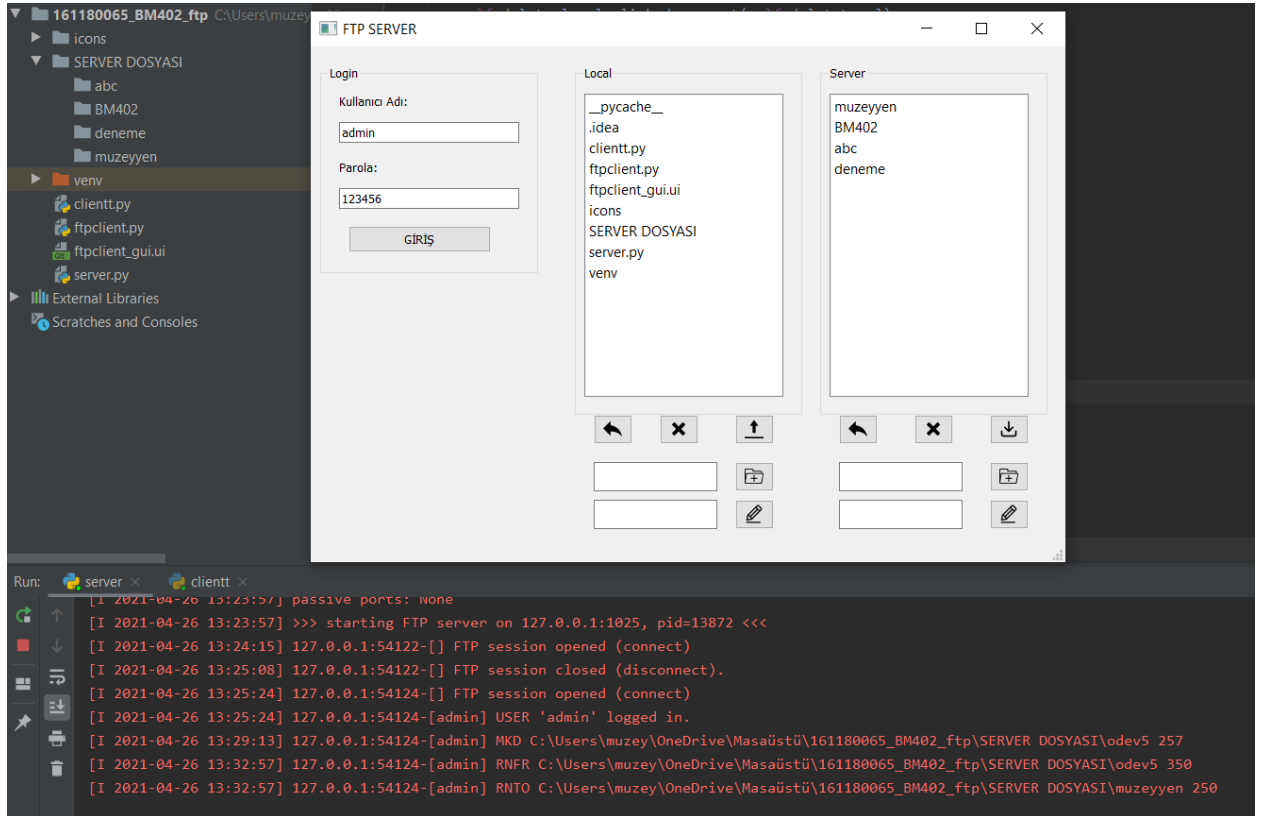 161180065_BM402_ftp C:\Users\muzey
icons
SERVER DOSYASI
abc
BM402
deneme
muzeyyen
venv
clientt.py
ftpclient.py
ftpclient_gui.ui
server.py
External Libraries
Scratches and Consoles
FTP SERVER
Login
Kullanıcı Adı:
admin
Parola:
123456
GİRİŞ
Local
__pycache__
.idea
clientt.py
ftpclient.py
ftpclient_gui.ui
icons
SERVER DOSYASI
server.py
venv
Server
muzeyyen
BM402
abc
deneme
Run: server clientt
[I 2021-04-26 13:23:57] passive ports: None
[I 2021-04-26 13:23:57] >>> starting FTP server on 127.0.0.1:1025, pid=13872 <<<
[I 2021-04-26 13:24:15] 127.0.0.1:54122-[] FTP session opened (connect)
[I 2021-04-26 13:25:08] 127.0.0.1:54122-[] FTP session closed (disconnect).
[I 2021-04-26 13:25:24] 127.0.0.1:54124-[] FTP session opened (connect)
[I 2021-04-26 13:25:24] 127.0.0.1:54124-[admin] USER 'admin' logged in.
[I 2021-04-26 13:29:13] 127.0.0.1:54124-[admin] MKD C:\Users\muzey\OneDrive\Masaüstü\161180065_BM402_ftp\SERVER DOSYASI\odev5 257
[I 2021-04-26 13:32:57] 127.0.0.1:54124-[admin] RNFR C:\Users\muzey\OneDrive\Masaüstü\161180065_BM402_ftp\SERVER DOSYASI\odev5 350
[I 2021-04-26 13:32:57] 127.0.0.1:54124-[admin] RNTO C:\Users\muzey\OneDrive\Masaüstü\161180065_BM402_ftp\SERVER DOSYASI\muzeyyen 250